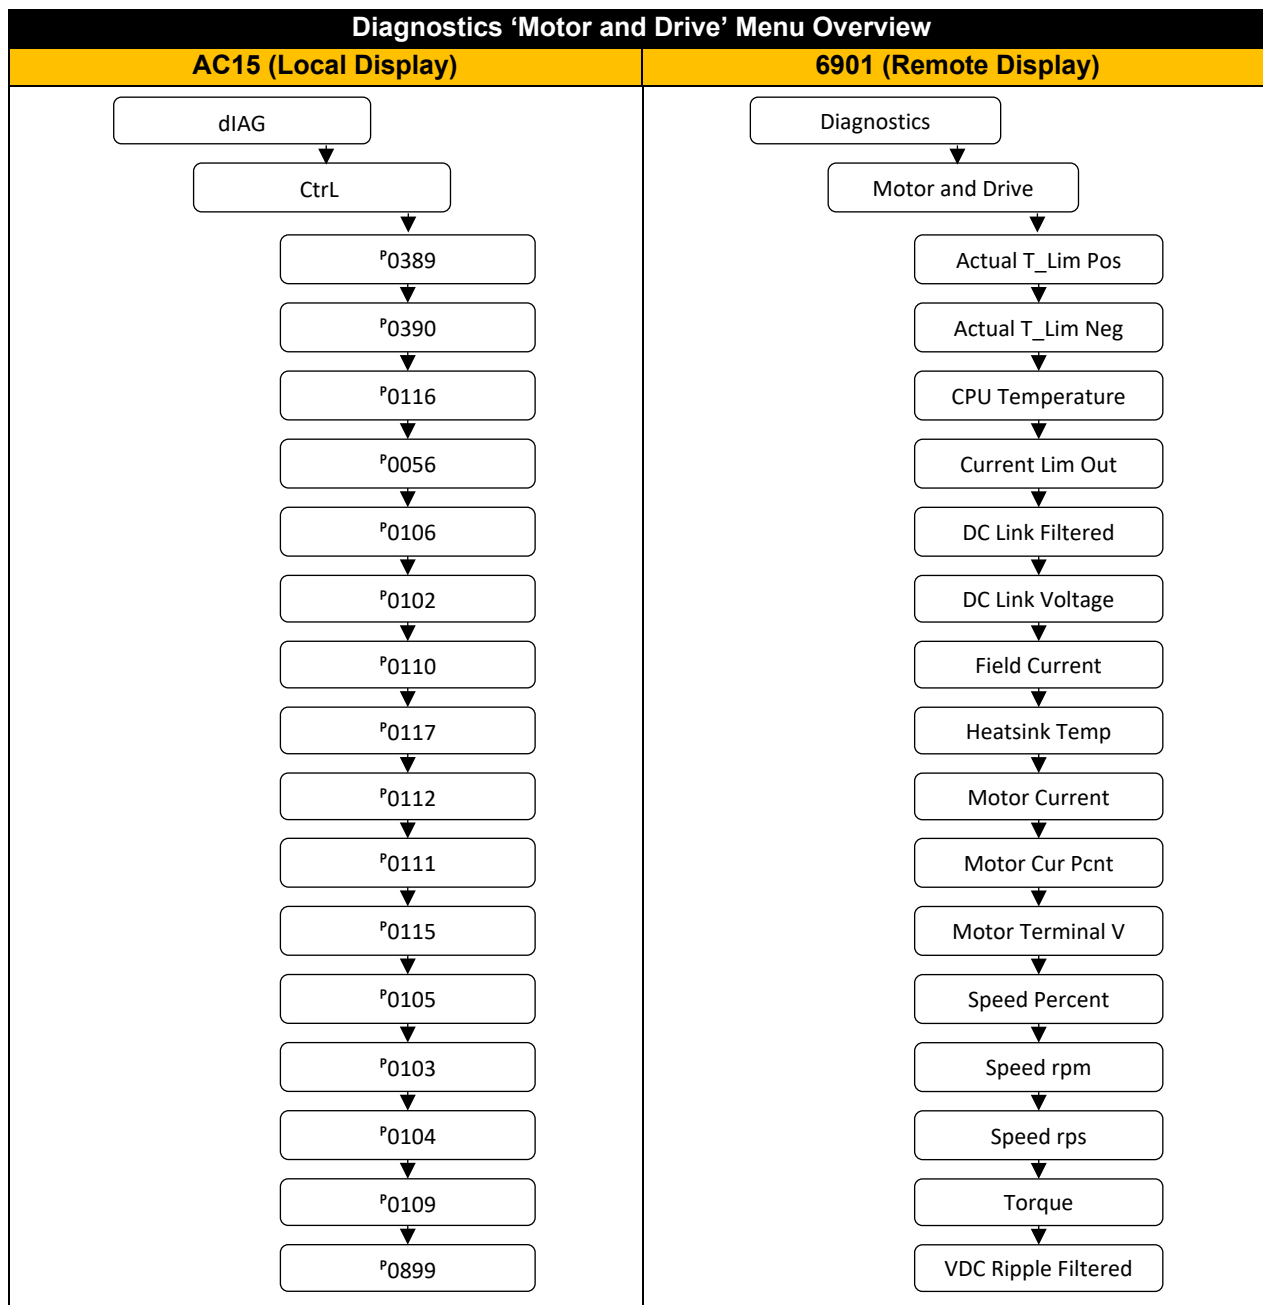 Diagnostics ‘Motor and Drive’ Menu Overview
AC15 (Local Display)
6901 (Remote Display)
dIAG
CtrL
ᴾ0389
ᴾ0390
ᴾ0116
ᴾ0056
ᴾ0106
ᴾ0102
ᴾ0110
ᴾ0117
ᴾ0112
ᴾ0111
ᴾ0115
ᴾ0105
ᴾ0103
ᴾ0104
ᴾ0109
ᴾ0899
Diagnostics
Motor and Drive
Actual T_Lim Pos
Actual T_Lim Neg
CPU Temperature
Current Lim Out
DC Link Filtered
DC Link Voltage
Field Current
Heatsink Temp
Motor Current
Motor Cur Pcnt
Motor Terminal V
Speed Percent
Speed rpm
Speed rps
Torque
VDC Ripple Filtered